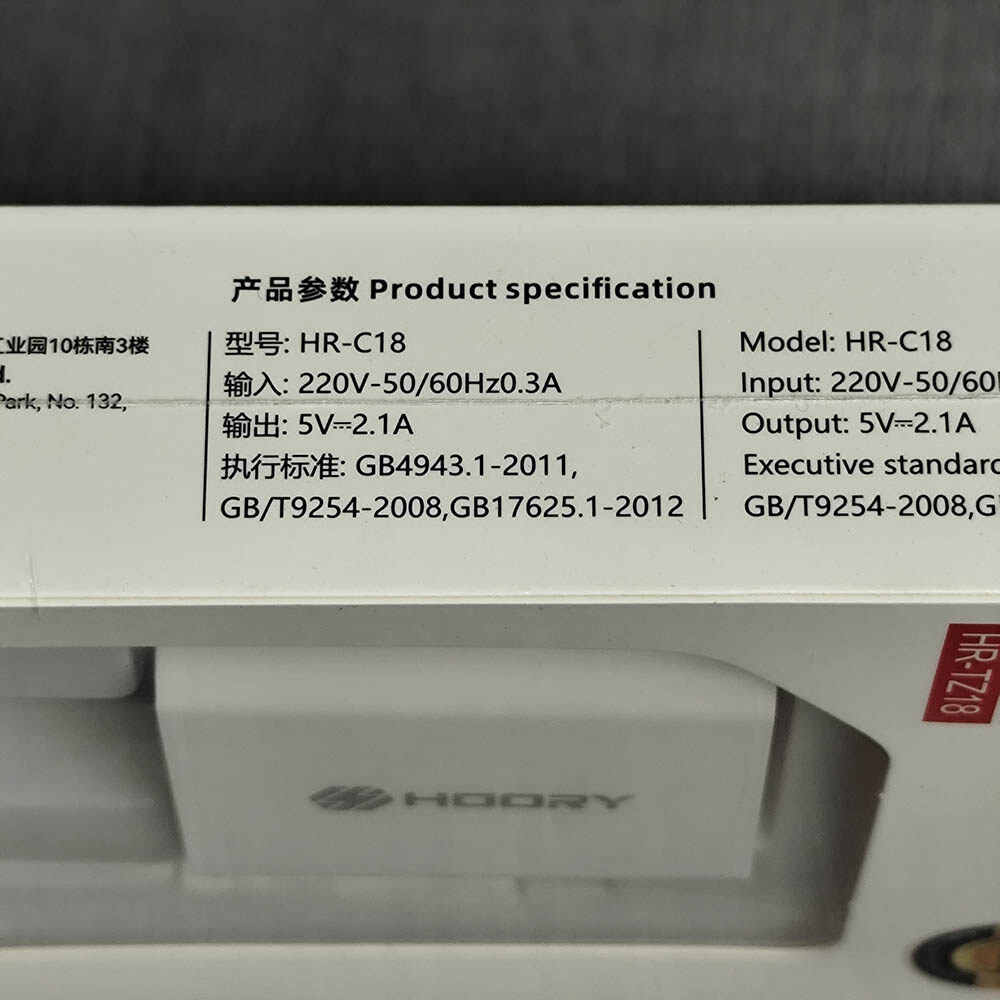 产品参数 Product specification
工业园10栋南3楼
d.
Park, No. 132,
型号: HR-C18
输入: 220V-50/60Hz0.3A
输出: 5V⎓2.1A
执行标准: GB4943.1-2011,
GB/T9254-2008,GB17625.1-2012
Model: HR-C18
Input: 220V-50/60H
Output: 5V⎓2.1A
Executive standard
GB/T9254-2008,G
HR-TZ18
HOORY